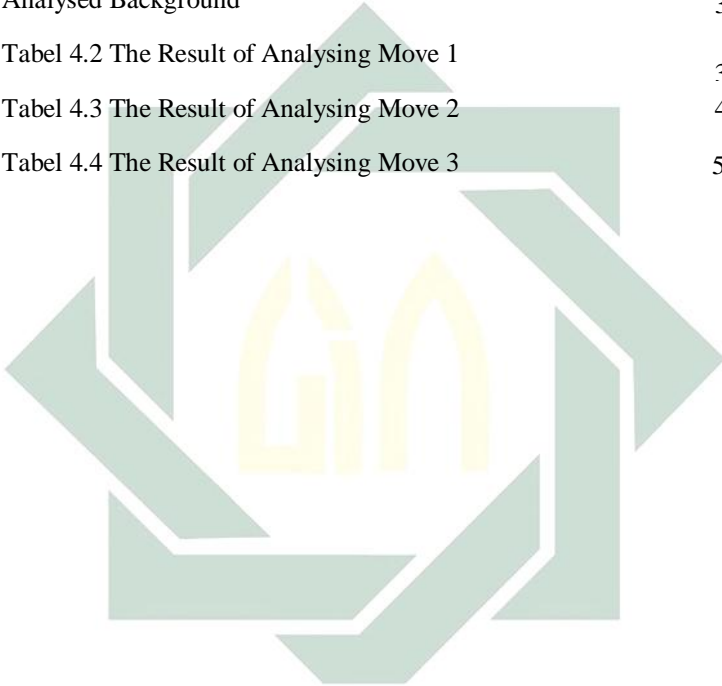 Analysed Background
Tabel 4.2 The Result of Analysing Move 1
Tabel 4.3 The Result of Analysing Move 2
Tabel 4.4 The Result of Analysing Move 3